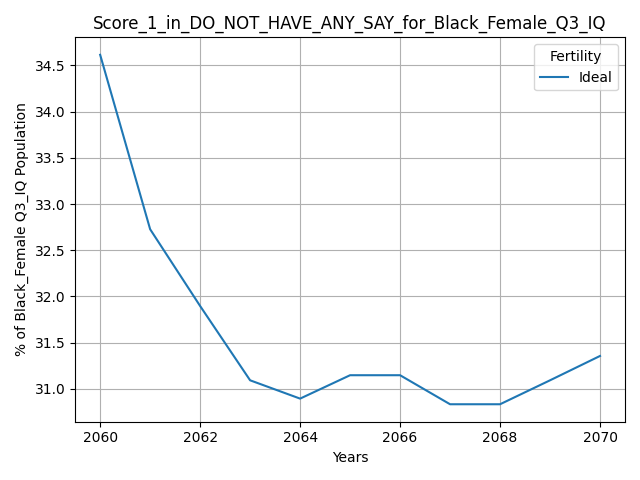 Score_1_in_DO_NOT_HAVE_ANY_SAY_for_Black_Female_Q3_IQ
Fertility
Ideal
% of Black_Female Q3_IQ Population
34.5
34.0
33.5
33.0
32.5
32.0
31.5
31.0
2060 2062 2064 2066 2068 2070
Years